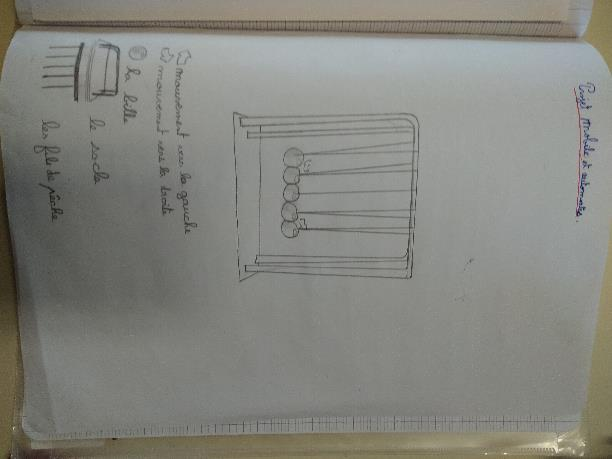 Projet Mobile et automates.
mouvement vers la gauche
mouvement vers la droite
la bille
le socle
les fils de pêche